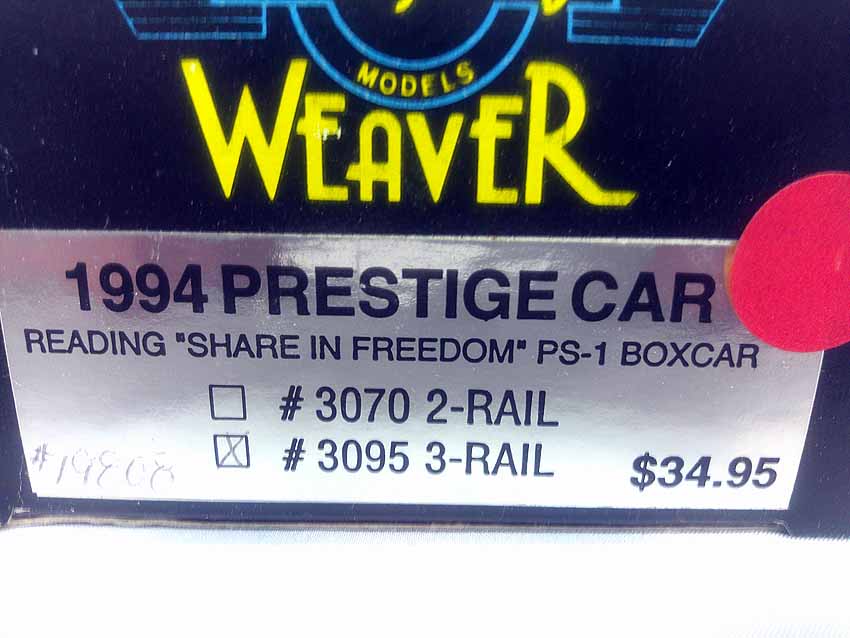 MODELS
WEAVER
1994 PRESTIGE CAR
READING "SHARE IN FREEDOM" PS-1 BOXCAR
# 3070 2-RAIL
# 3095 3-RAIL
$34.95